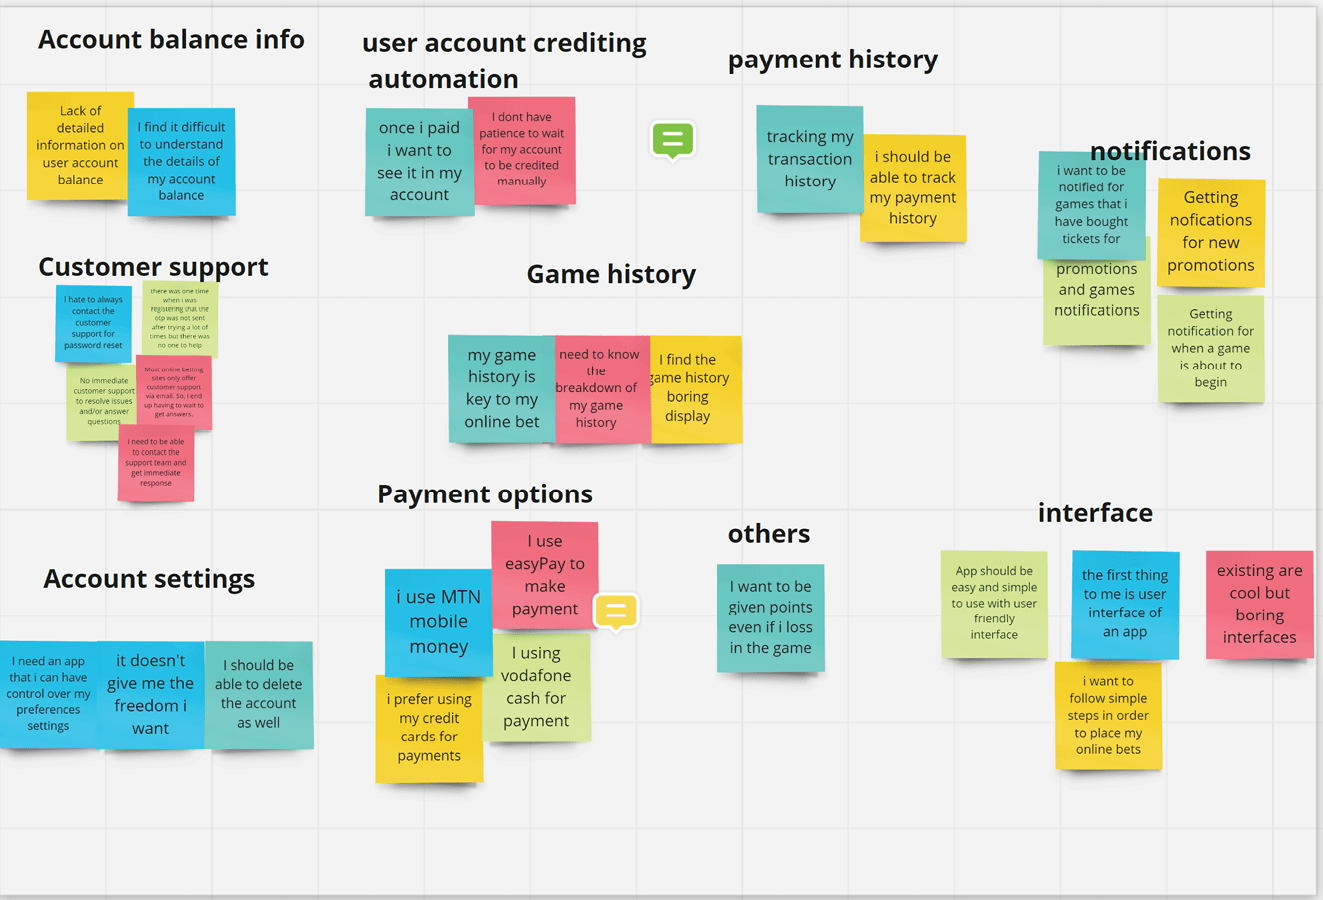 Account balance info
Lack of
detailed
information on
user account
balance
I find it difficult
to understand
the details of
my account
balance
user account crediting
automation
once i paid
i want to
see it in my
account
I dont have
patience to wait
for my account
to be credited
manually
payment history
tracking my
transaction
history
i should be
able to track
my payment
history
notifications
i want to be
notified for
games that i
have bought
tickets for
Getting
nofications
for new
promotions
promotions
and games
notifications
Getting
notification for
when a game
is about to
begin
Customer support
I hate to always
contact the
customer
support for
password reset
there was one time
when i was
registering that the
otp was not sent
after trying a lot of
times but there was
no one to help
No immediate
customer support
to resolve issues
and/or answer
questions
Most online betting
sites only offer
customer support
via email. So, I end
up having to wait to
get answers.
i need to be able
to contact the
support team and
get immediate
response
Game history
my game
history is
key to my
online bet
need to know
the
breakdown of
my game
history
I find the
game history
boring
display
Account settings
I need an app
that i can have
control over my
preferences
settings
it doesn't
give me the
freedom i
want
I should be
able to delete
the account
as well
Payment options
I use
easyPay to
make
payment
i use MTN
mobile
money
I using
vodafone
cash for
payment
i prefer using
my credit
cards for
payments
others
I want to be
given points
even if i loss
in the game
interface
App should be
easy and simple
to use with user
friendly
interface
the first thing
to me is user
interface of
an app
existing are
cool but
boring
interfaces
i want to
follow simple
steps in order
to place my
online bets